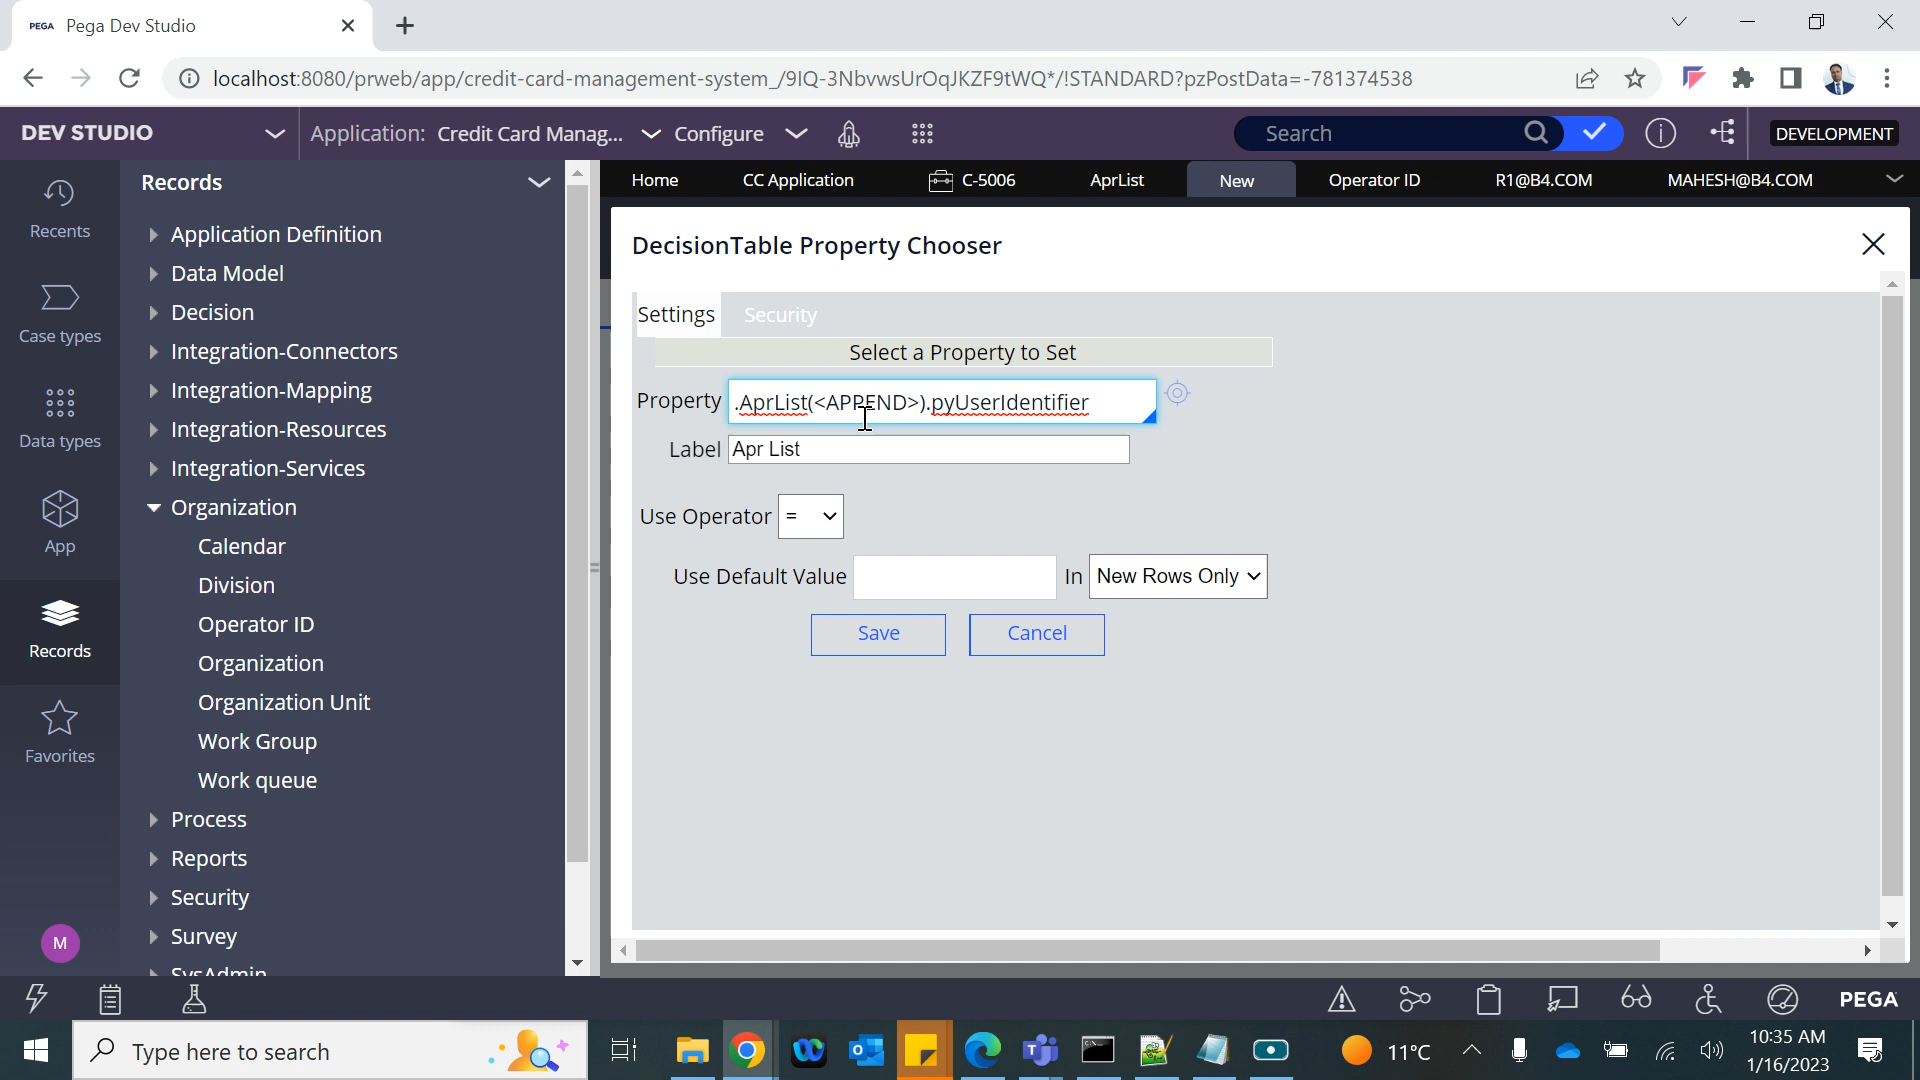 PEGA Pega Dev Studio
localhost:8080/prweb/app/credit-card-management-system_/9IQ-3NbvwsUrOqJKZF9tWQ*/!STANDARD?pzPostData=-781374538
DEV STUDIO
Application: Credit Card Manag...
Configure
Search
DEVELOPMENT
Recents
Case types
Data types
App
Records
Favorites
M
Records
Application Definition
Data Model
Decision
Integration-Connectors
Integration-Mapping
Integration-Resources
Integration-Services
Organization
Calendar
Division
Operator ID
Organization
Organization Unit
Work Group
Work queue
Process
Reports
Security
Survey
SysAdmin
Home
CC Application
C-5006
AprList
New
Operator ID
R1@B4.COM
MAHESH@B4.COM
DecisionTable Property Chooser
Settings
Security
Select a Property to Set
Property .AprList(<APPEND>).pyUserIdentifier
Label Apr List
Use Operator =
Use Default Value In New Rows Only
Save Cancel
PEGA
Type here to search
11°C
10:35 AM
1/16/2023